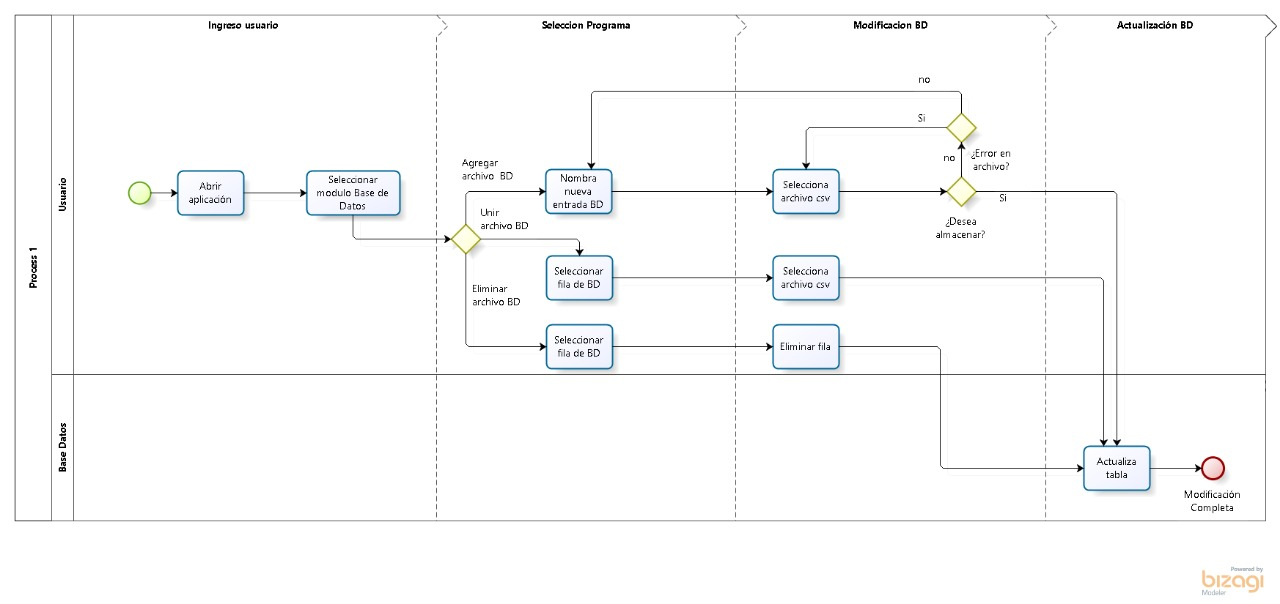 Ingreso usuario
Seleccion Programa
Modificacion BD
Actualización BD
Process 1
Usuario
Abrir
aplicación
Seleccionar
modulo Base de
Datos
Agregar
archivo BD
Unir
archivo BD
Eliminar
archivo BD
Nombra
nueva
entrada BD
Seleccionar
fila de BD
Seleccionar
fila de BD
Selecciona
archivo csv
Selecciona
archivo csv
Eliminar fila
no
Si
¿Error en
archivo?
no
Si
¿Desea
almacenar?
Base Datos
Actualiza
tabla
Modificación
Completa
Powered by
bizagi
Modeler